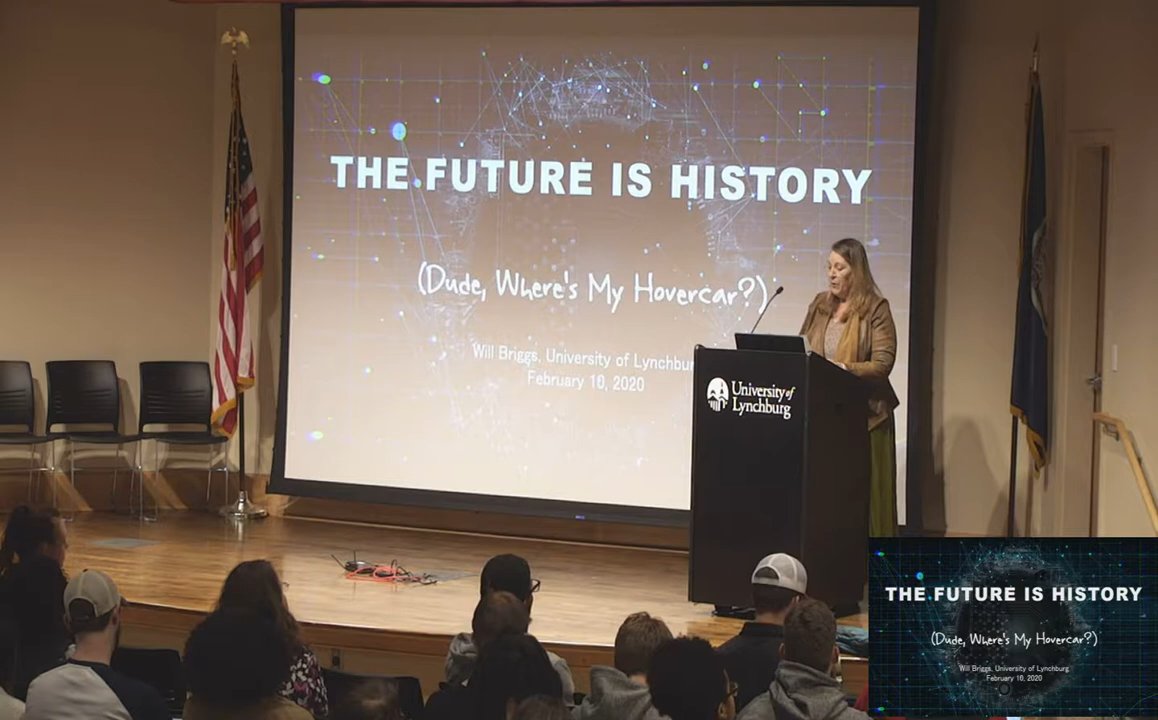 THE FUTURE IS HISTORY
(Dude, Where's My Hovercar?)
Will Briggs, University of Lynchbur
February 10, 2020
University of
Lynchburg
THE FUTURE IS HISTORY
(Dude, Where's My Hovercar?)
Will Briggs, University of Lynchburg
February 10, 2020